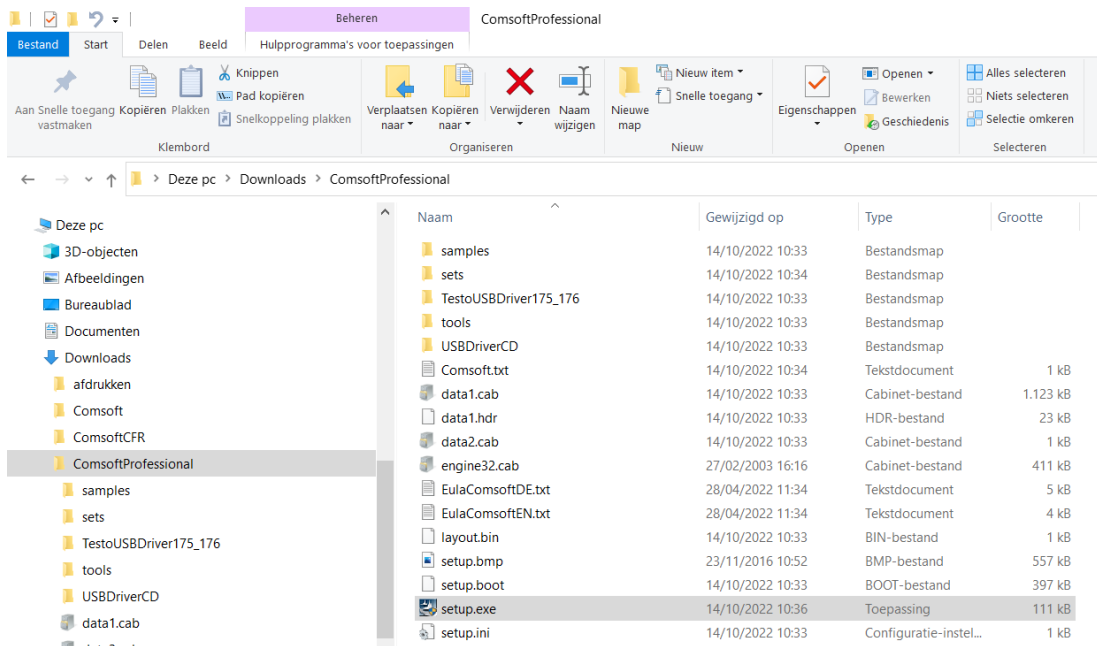 Beheren
ComsoftProfessional
Bestand Start Delen Beeld Hulpprogramma's voor toepassingen
Aan Snelle toegang vastmaken
Kopiëren
Plakken
Knippen
Pad kopiëren
Snelkoppeling plakken
Klembord
Verplaatsen naar
Kopiëren naar
Verwijderen
Naam wijzigen
Organiseren
Nieuwe map
Nieuw item
Snelle toegang
Nieuw
Eigenschappen
Openen
Bewerken
Geschiedenis
Openen
Alles selecteren
Niets selecteren
Selectie omkeren
Selecteren
Deze pc > Downloads > ComsoftProfessional
Deze pc
3D-objecten
Afbeeldingen
Bureaublad
Documenten
Downloads
afdrukken
Comsoft
ComsoftCFR
ComsoftProfessional
samples
sets
TestoUSBDriver175_176
tools
USBDriverCD
data1.cab
Naam Gewijzigd op Type Grootte
samples 14/10/2022 10:33 Bestandsmap
sets 14/10/2022 10:34 Bestandsmap
TestoUSBDriver175_176 14/10/2022 10:33 Bestandsmap
tools 14/10/2022 10:33 Bestandsmap
USBDriverCD 14/10/2022 10:33 Bestandsmap
Comsoft.txt 14/10/2022 10:34 Tekstdocument 1 kB
data1.cab 14/10/2022 10:33 Cabinet-bestand 1.123 kB
data1.hdr 14/10/2022 10:33 HDR-bestand 23 kB
data2.cab 14/10/2022 10:33 Cabinet-bestand 1 kB
engine32.cab 27/02/2003 16:16 Cabinet-bestand 411 kB
EulaComsoftDE.txt 28/04/2022 11:34 Tekstdocument 5 kB
EulaComsoftEN.txt 28/04/2022 11:34 Tekstdocument 4 kB
layout.bin 14/10/2022 10:33 BIN-bestand 1 kB
setup.bmp 23/11/2016 10:52 BMP-bestand 557 kB
setup.boot 14/10/2022 10:33 BOOT-bestand 397 kB
setup.exe 14/10/2022 10:36 Toepassing 111 kB
setup.ini 14/10/2022 10:33 Configuratie-instel... 1 kB